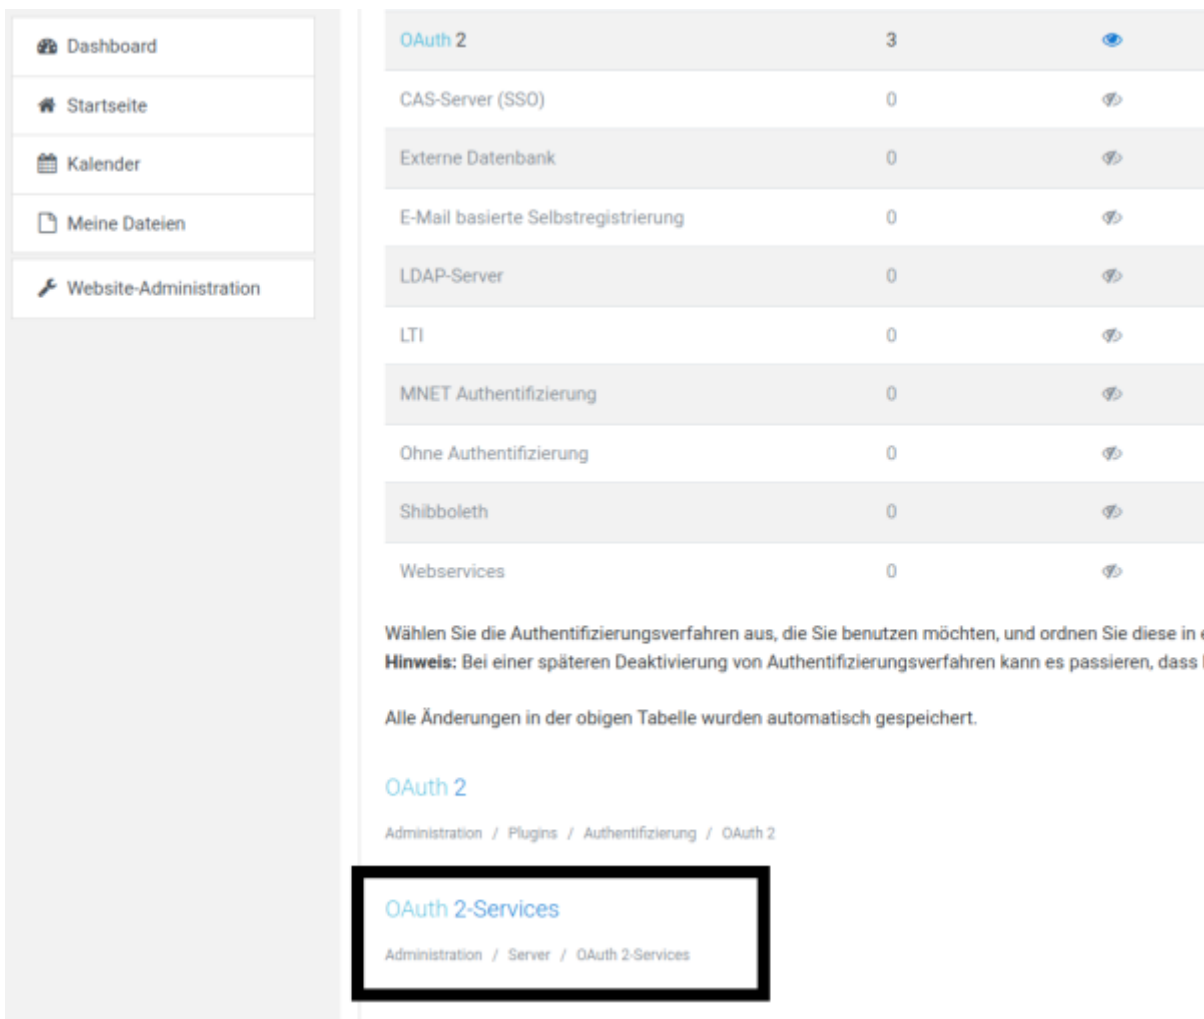 Dashboard
Startseite
Kalender
Meine Dateien
Website-Administration
OAuth 2 3
CAS-Server (SSO) 0
Externe Datenbank 0
E-Mail basierte Selbstregistrierung 0
LDAP-Server 0
LTI 0
MNET Authentifizierung 0
Ohne Authentifizierung 0
Shibboleth 0
Webservices 0
Wählen Sie die Authentifizierungsverfahren aus, die Sie benutzen möchten, und ordnen Sie diese in
Hinweis: Bei einer späteren Deaktivierung von Authentifizierungsverfahren kann es passieren, dass
Alle Änderungen in der obigen Tabelle wurden automatisch gespeichert.
OAuth 2
Administration / Plugins / Authentifizierung / OAuth 2
OAuth 2-Services
Administration / Server / OAuth 2-Services